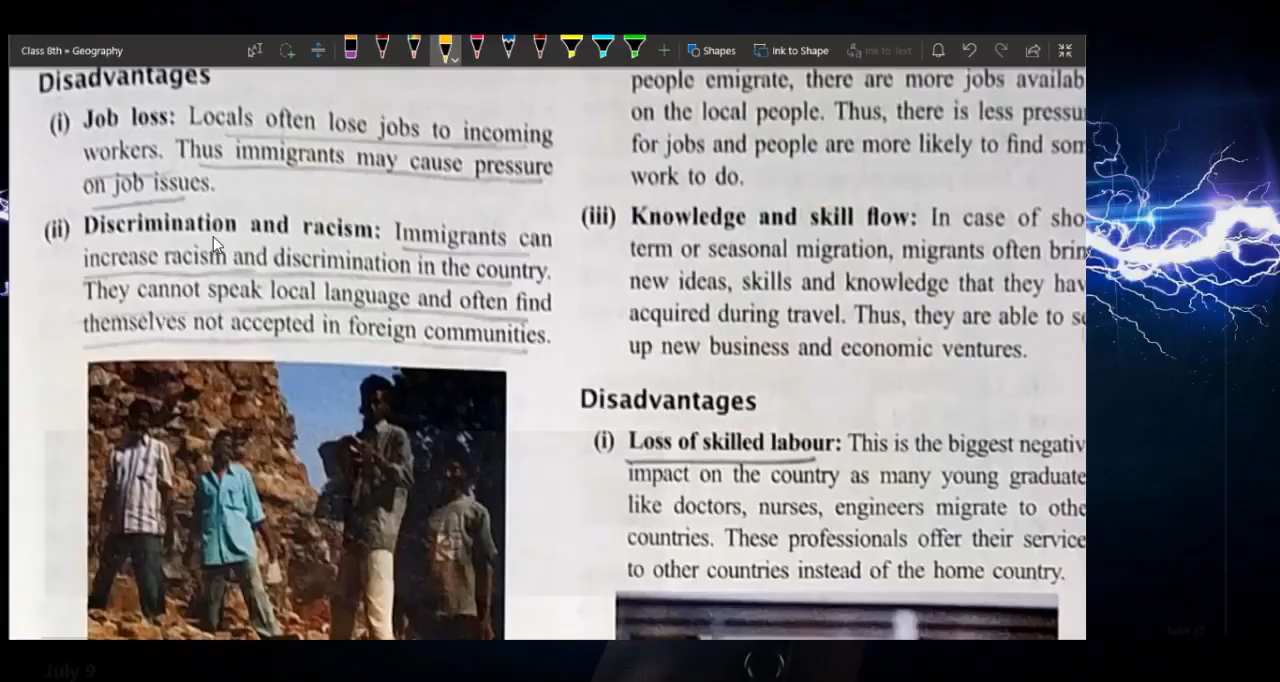 Class 8th » Geography
Shapes
Ink to Shape
Ink to Text
Disadvantages
(i) Job loss: Locals often lose jobs to incoming
workers. Thus immigrants may cause pressure
on job issues.
(ii) Discrimination and racism: Immigrants can
increase racism and discrimination in the country.
They cannot speak local language and often find
themselves not accepted in foreign communities.
people emigrate, there are more jobs availab
on the local people. Thus, there is less pressu
for jobs and people are more likely to find som
work to do.
(iii) Knowledge and skill flow: In case of sho
term or seasonal migration, migrants often brin
new ideas, skills and knowledge that they hav
acquired during travel. Thus, they are able to se
up new business and economic ventures.
Disadvantages
(i) Loss of skilled labour: This is the biggest negativ
impact on the country as many young graduate
like doctors, nurses, engineers migrate to othe
countries. These professionals offer their service
to other countries instead of the home country.
July 9